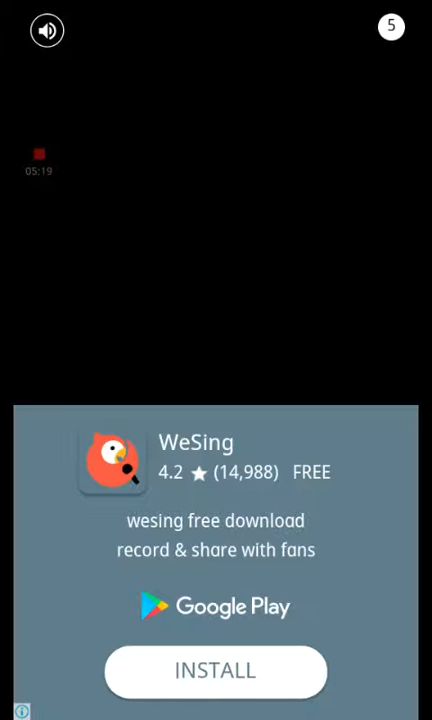 5
05:19
WeSing
4.2 ★ (14,988) FREE
wesing free download
record & share with fans
Google Play
INSTALL